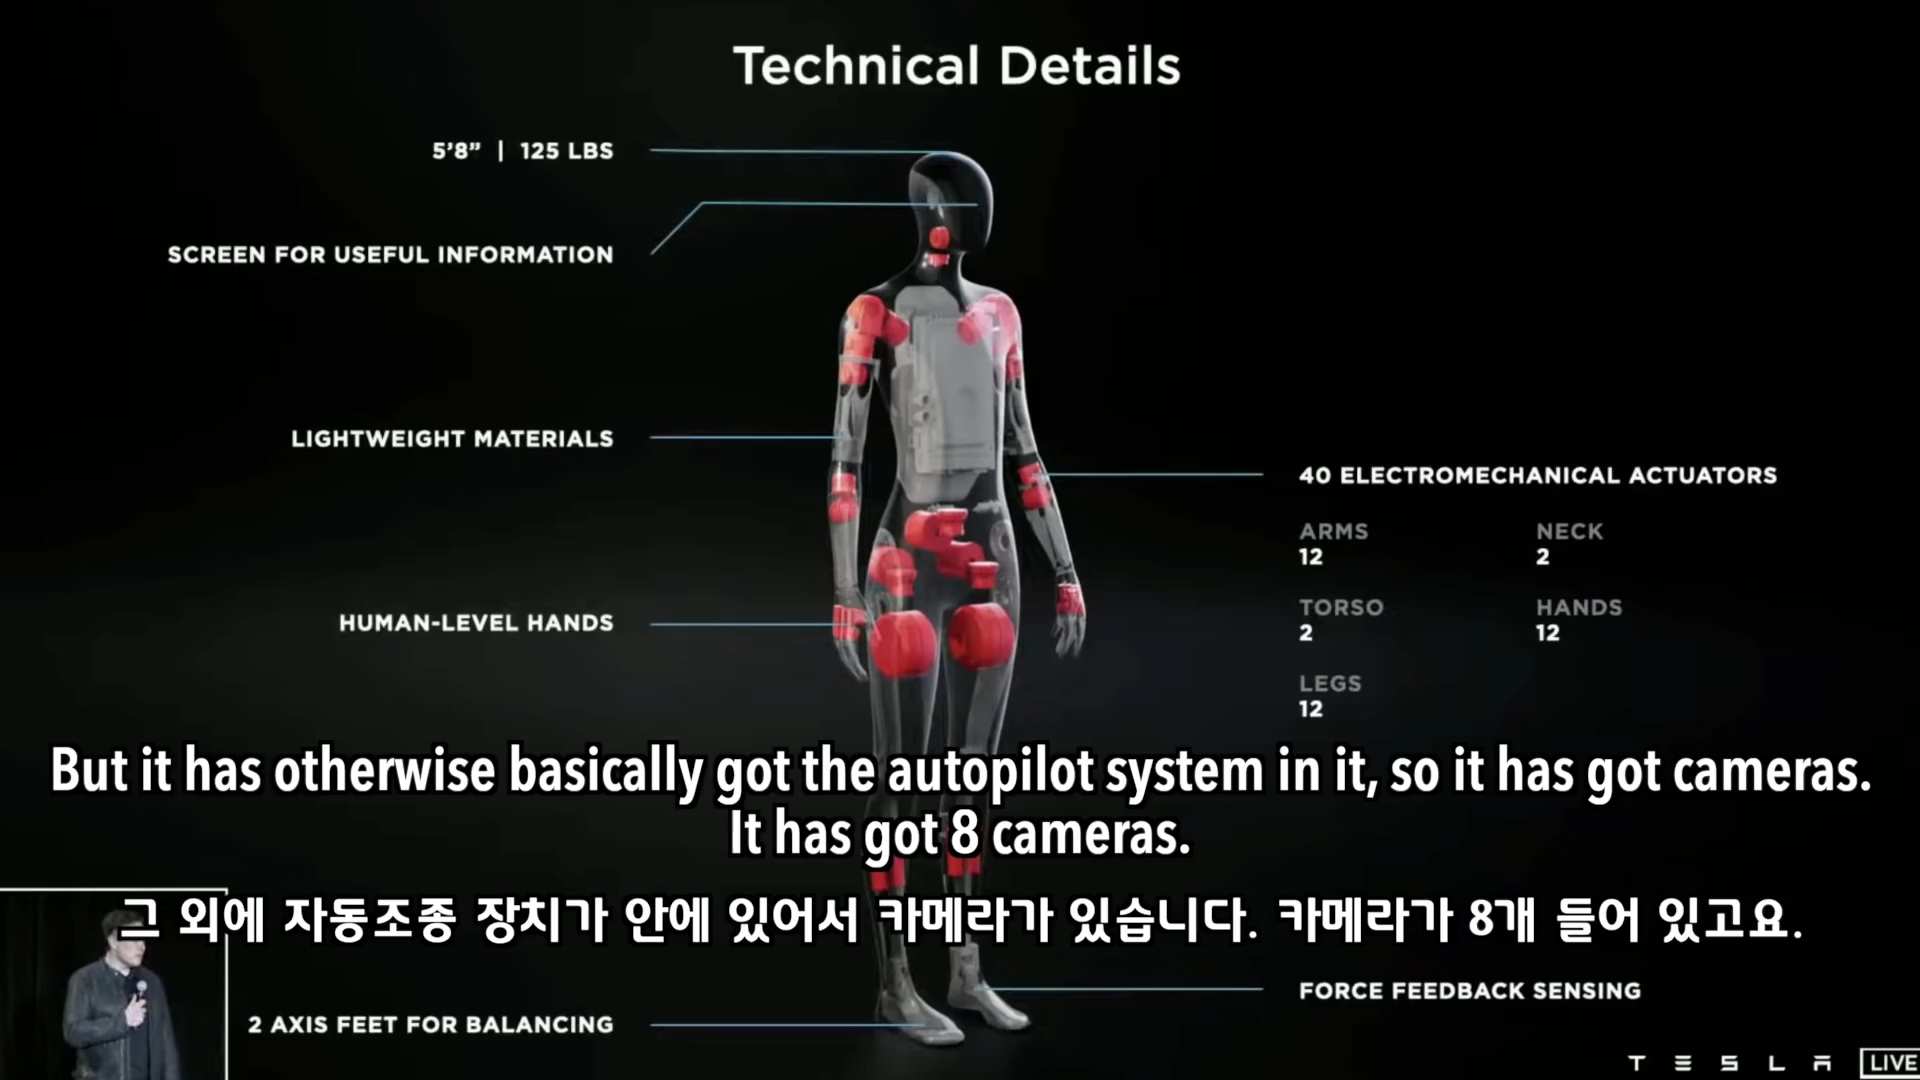 Technical Details
5’8” | 125 LBS
SCREEN FOR USEFUL INFORMATION
LIGHTWEIGHT MATERIALS
HUMAN-LEVEL HANDS
40 ELECTROMECHANICAL ACTUATORS
ARMS
12
NECK
2
TORSO
2
HANDS
12
LEGS
12
But it has otherwise basically got the autopilot system in it, so it has got cameras.
It has got 8 cameras.
그 외에 자동조종 장치가 안에 있어서 카메라가 있습니다. 카메라가 8개 들어 있고요.
FORCE FEEDBACK SENSING
2 AXIS FEET FOR BALANCING
TESLA
LIVE